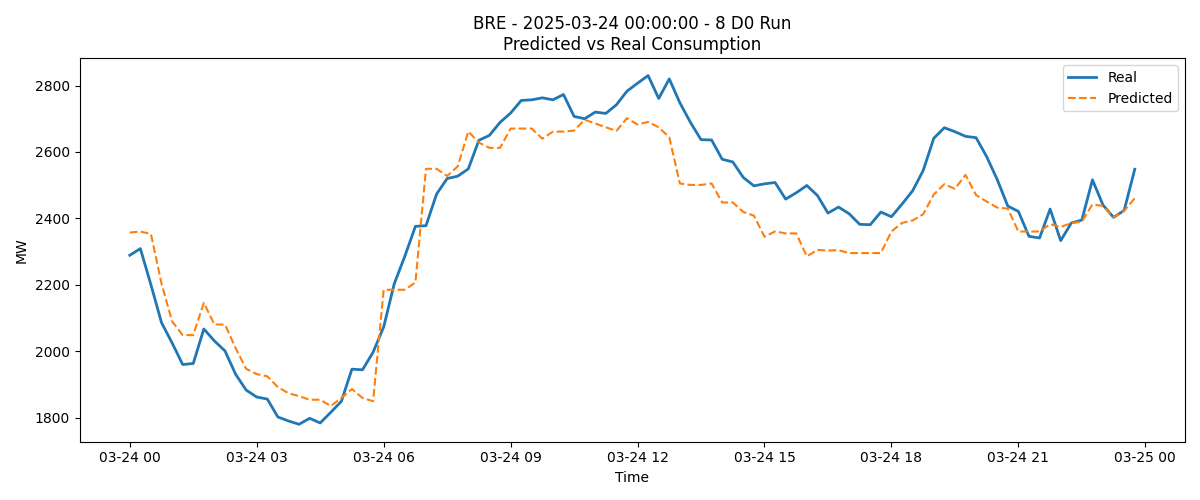 BRE - 2025-03-24 00:00:00 - 8 D0 Run
Predicted vs Real Consumption
Real
Predicted
MW
2800
2600
2400
2200
2000
1800
03-24 00
03-24 03
03-24 06
03-24 09
03-24 12
03-24 15
03-24 18
03-24 21
03-25 00
Time